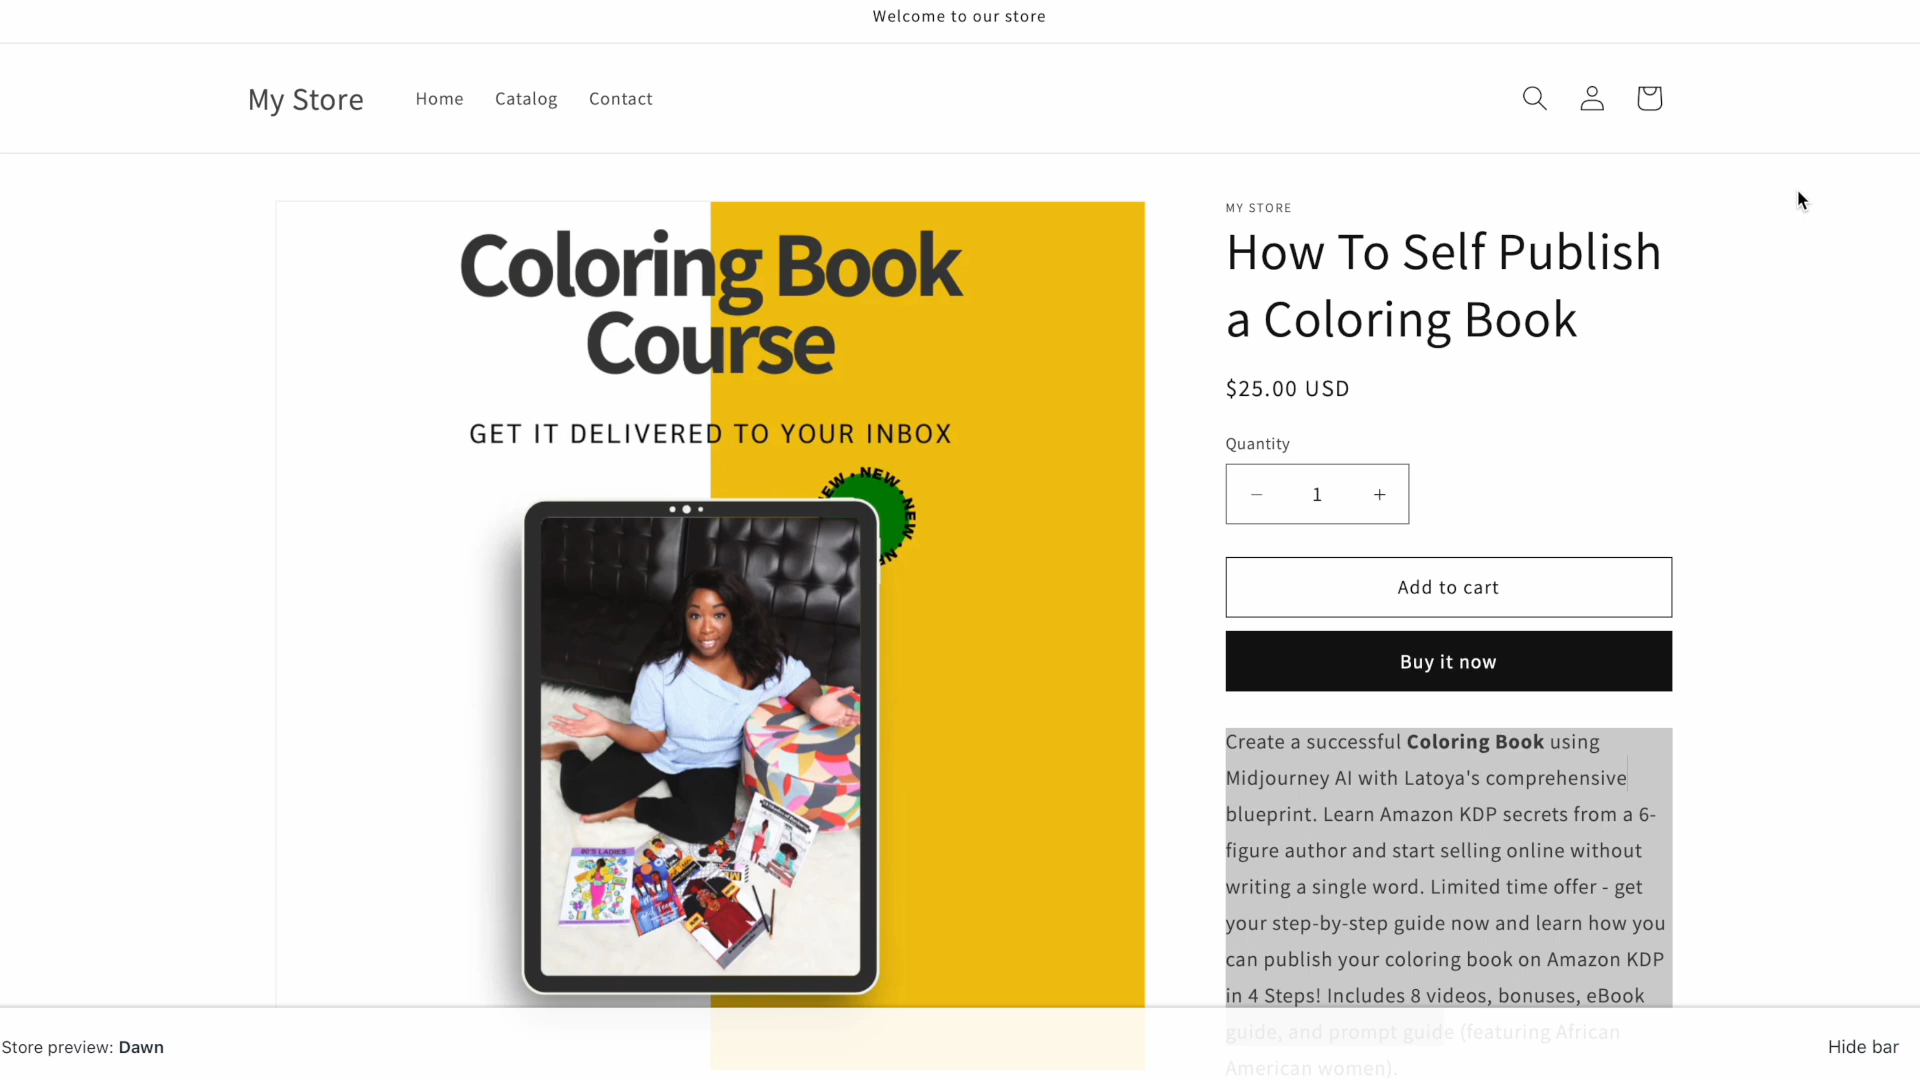 Welcome to our store
My Store
Home
Catalog
Contact
Coloring Book
Course
GET IT DELIVERED TO YOUR INBOX
NEW • NEW • NEW
80'S LADIES
MY STORE
How To Self Publish
a Coloring Book
$25.00 USD
Quantity
− 1 +
Add to cart
Buy it now
Create a successful Coloring Book using
Midjourney AI with Latoya's comprehensive
blueprint. Learn Amazon KDP secrets from a 6-
figure author and start selling online without
writing a single word. Limited time offer - get
your step-by-step guide now and learn how you
can publish your coloring book on Amazon KDP
in 4 Steps! Includes 8 videos, bonuses, eBook
guide, and prompt guide (featuring African
American women).
Store preview: Dawn
Hide bar